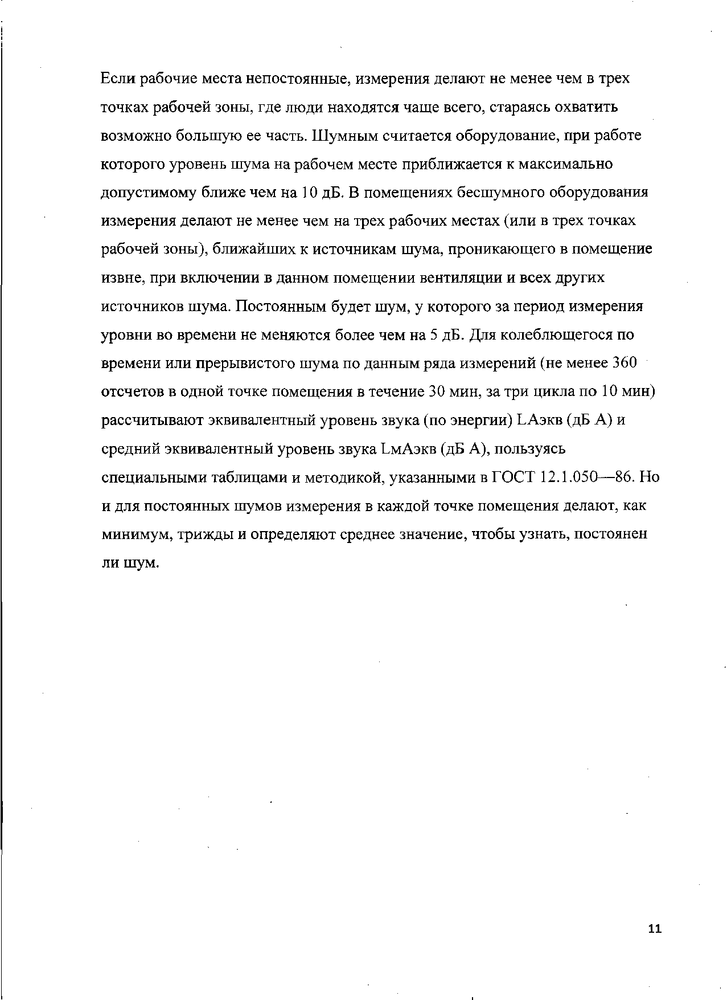 Если рабочие места непостоянные, измерения делают не менее чем в трех
точках рабочей зоны, где люди находятся чаще всего, стараясь охватить
возможно большую ее часть. Шумным считается оборудование, при работе
которого уровень шума на рабочем месте приближается к максимально
допустимому ближе чем на 10 дБ. В помещениях бесшумного оборудования
измерения делают не менее чем на трех рабочих местах (или в трех точках
рабочей зоны), ближайших к источникам шума, проникающего в помещение
извне, при включении в данном помещении вентиляции и всех других
источников шума. Постоянным будет шум, у которого за период измерения
уровни во времени не меняются более чем на 5 дБ. Для колеблющегося по
времени или прерывистого шума по данным ряда измерений (не менее 360
отсчетов в одной точке помещения в течение 30 мин, за три цикла по 10 мин)
рассчитывают эквивалентный уровень звука (по энергии) LАэкв (дБ А) и
средний эквивалентный уровень звука LмАэкв (дБ А), пользуясь
специальными таблицами и методикой, указанными в ГОСТ 12.1.050—86. Но
и для постоянных шумов измерения в каждой точке помещения делают, как
минимум, трижды и определяют среднее значение, чтобы узнать, постоянен
ли шум.
11